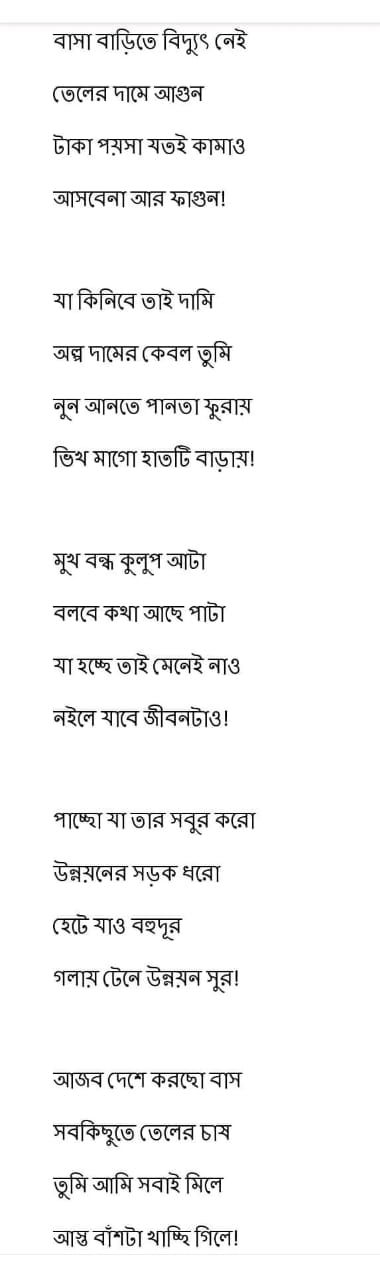 বাসা বাড়িতে বিদ্যুৎ নেই
তেলের দামে আগুন
টাকা পয়সা যতই কামাও
আসবেনা আর ফাগুন!
যা কিনিবে তাই দামি
অল্প দামের কেবল তুমি
নুন আনতে পানতা ফুরায়
ভিখ মাগো হাতটি বাড়ায়!
মুখ বন্ধ কুলুপ আটা
বলবে কথা আছে পাটা
যা হচ্ছে তাই মেনেই নাও
নইলে যাবে জীবনটাও!
পাচ্ছো যা তার সবুর করো
উন্নয়নের সড়ক ধরো
হেটে যাও বহুদূর
গলায় টেনে উন্নয়ন সুর!
আজব দেশে করছো বাস
সবকিছুতে তেলের চাষ
তুমি আমি সবাই মিলে
আস্ত বাঁশটা খাচ্ছি গিলে!